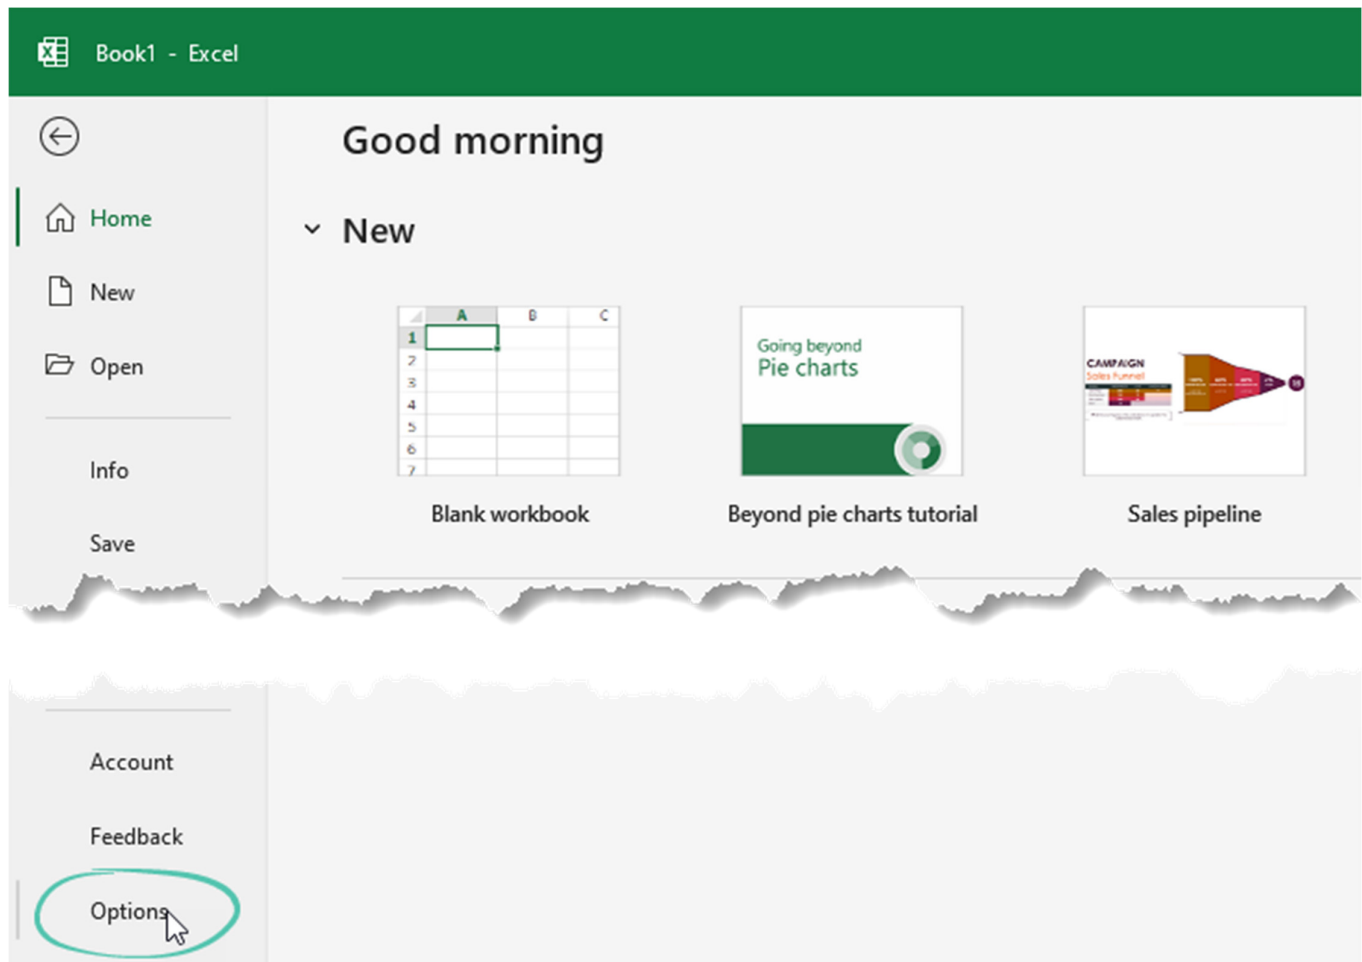 Book1 - Excel
Good morning
Home
New
New
Open
A B C
1
2
3
4
5
6
7
Blank workbook
Going beyond
Pie charts
Beyond pie charts tutorial
CAMPAIGN
Sales Funnel
Sales pipeline
Info
Save
Account
Feedback
Options